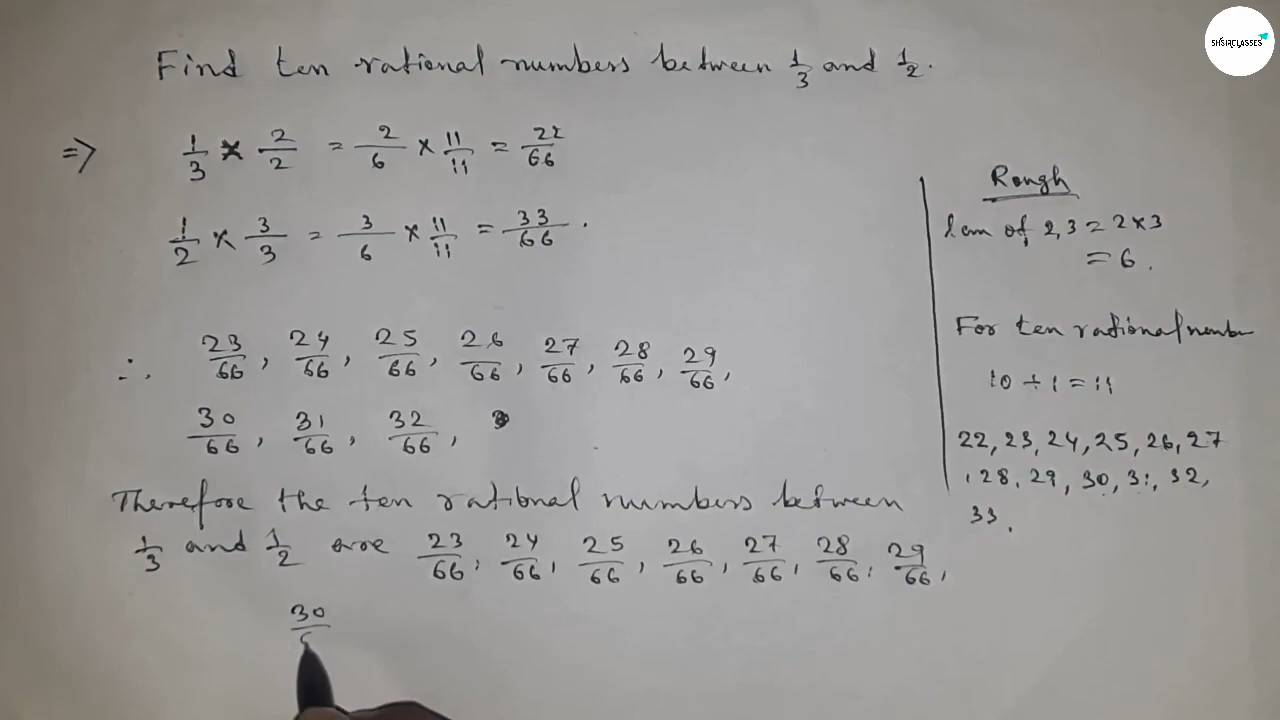 SHSIRCLASSES
Find ten rational numbers between 1/3 and 1/2.
=> 1/3 × 2/2 = 2/6 × 11/11 = 22/66
1/2 × 3/3 = 3/6 × 11/11 = 33/66.
∴ 23/66, 24/66, 25/66, 26/66, 27/66, 28/66, 29/66,
30/66, 31/66, 32/66,
Therefore the ten rational numbers between
1/3 and 1/2 are 23/66, 24/66, 25/66, 26/66, 27/66, 28/66, 29/66,
30/
Rough
lcm of 2,3 = 2×3
= 6.
For ten rational numbe
10 + 1 = 11
22, 23, 24, 25, 26, 27
, 28, 29, 30, 31, 32,
33.